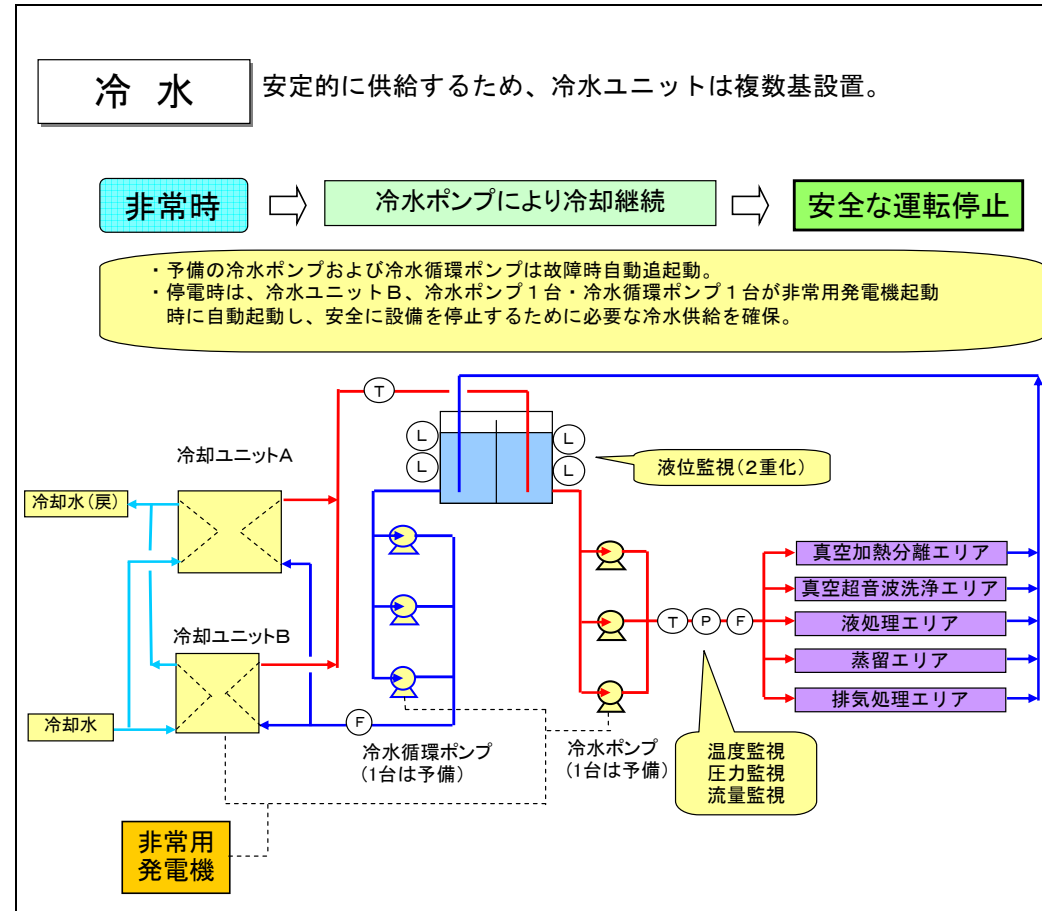 冷 水
安定的に供給するため、冷水ユニットは複数基設置。
非常時
冷水ポンプにより冷却継続
安全な運転停止
・予備の冷水ポンプおよび冷水循環ポンプは故障時自動追起動。
・停電時は、冷水ユニットB、冷水ポンプ1台・冷水循環ポンプ1台が非常用発電機起動
時に自動起動し、安全に設備を停止するために必要な冷水供給を確保。
T
L
L
L
L
液位監視(2重化)
冷却ユニットA
冷却水(戻)
冷却ユニットB
冷却水
F
冷水循環ポンプ
(1台は予備)
冷水ポンプ
(1台は予備)
T
P
F
温度監視
圧力監視
流量監視
真空加熱分離エリア
真空超音波洗浄エリア
液処理エリア
蒸留エリア
排気処理エリア
非常用
発電機